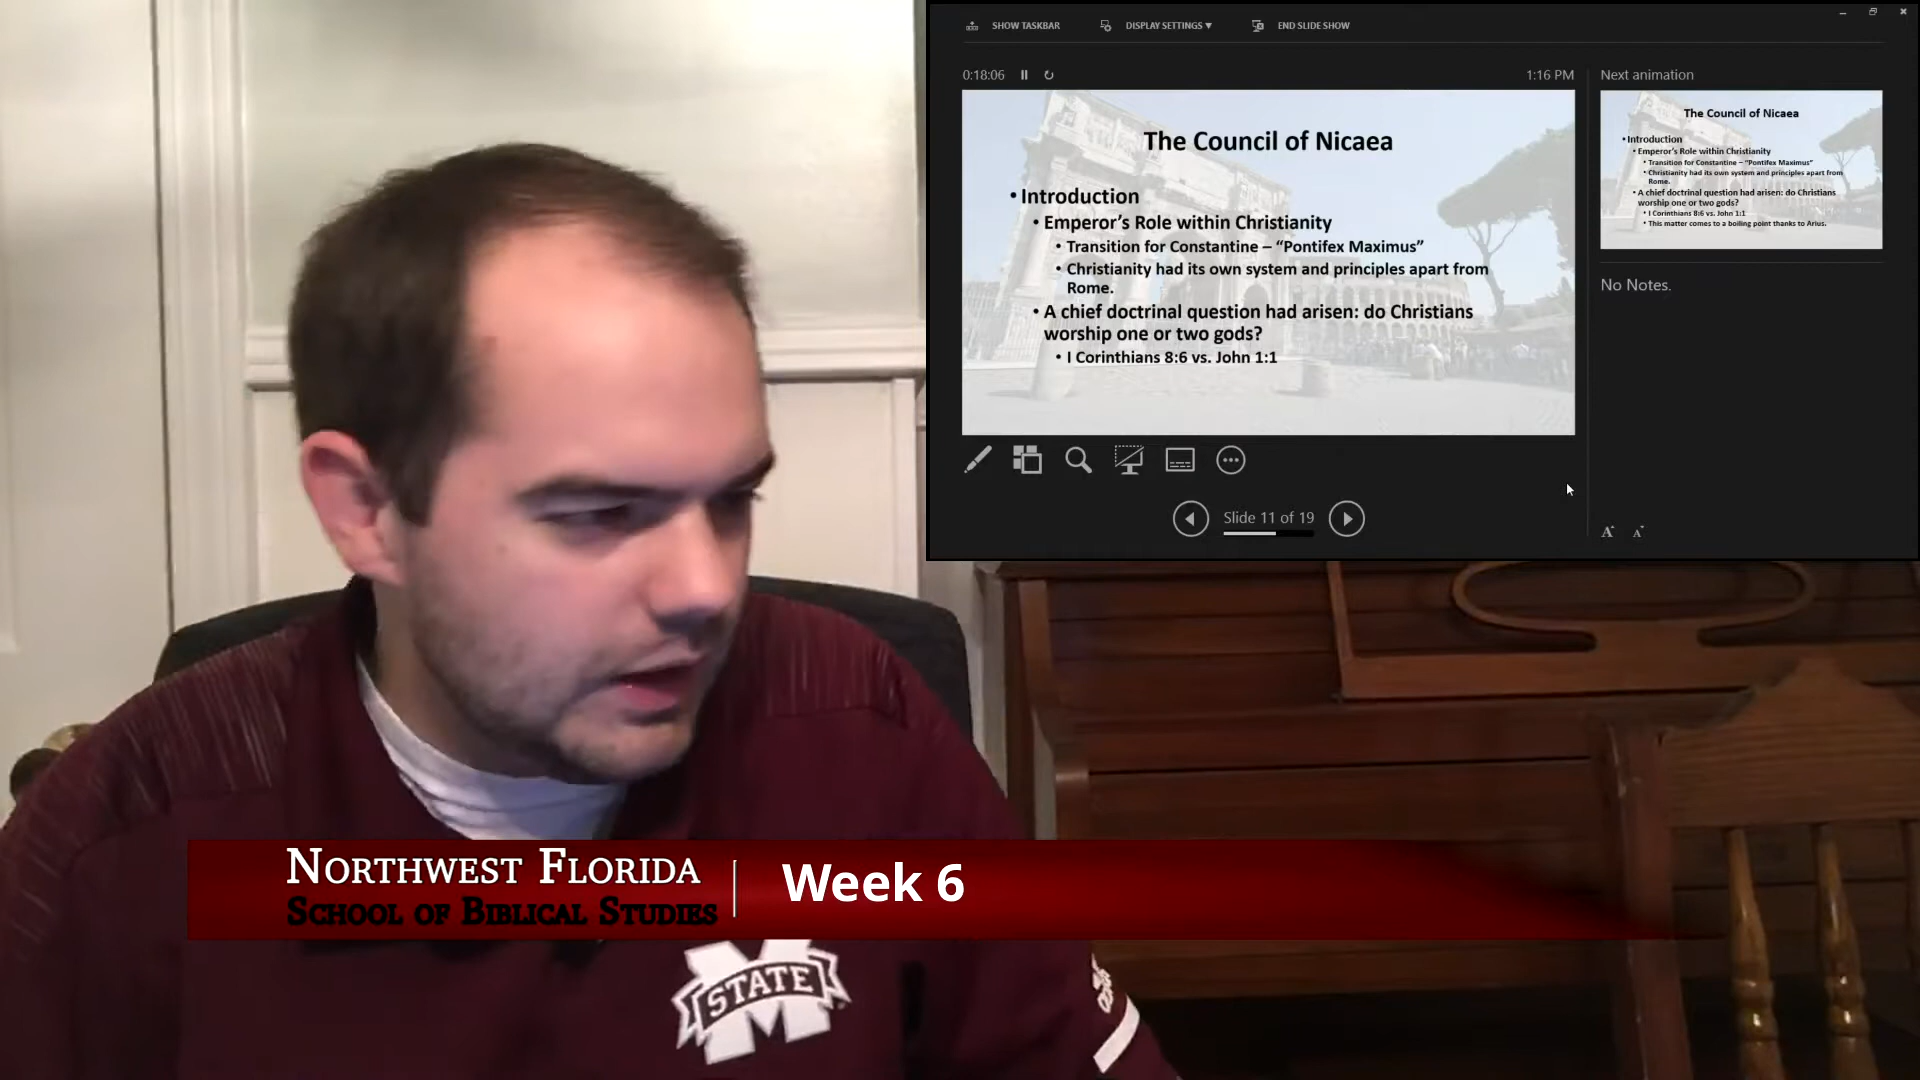 SHOW TASKBAR
DISPLAY SETTINGS ▼
END SLIDE SHOW
0:18:06
1:16 PM
Next animation
The Council of Nicaea
• Introduction
• Emperor's Role within Christianity
• Transition for Constantine – “Pontifex Maximus”
• Christianity had its own system and principles apart from
Rome.
• A chief doctrinal question had arisen: do Christians
worship one or two gods?
• I Corinthians 8:6 vs. John 1:1
The Council of Nicaea
• Introduction
• Emperor's Role within Christianity
• Transition for Constantine – “Pontifex Maximus”
• Christianity had its own system and principles apart from
Rome.
• A chief doctrinal question had arisen: do Christians
worship one or two gods?
• I Corinthians 8:6 vs. John 1:1
• This matter comes to a boiling point thanks to Arius.
No Notes.
Slide 11 of 19
A A
NORTHWEST FLORIDA
SCHOOL OF BIBLICAL STUDIES
Week 6
M
STATE